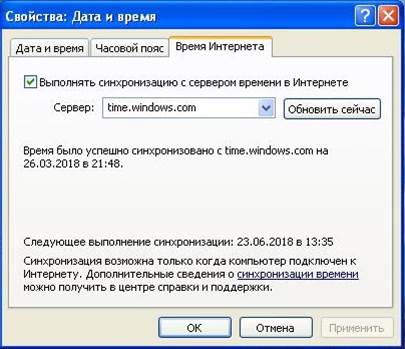 Свойства: Дата и время
Дата и время Часовой пояс Время Интернета
Выполнять синхронизацию с сервером времени в Интернете
Сервер: time.windows.com Обновить сейчас
Время было успешно синхронизовано с time.windows.com на
26.03.2018 в 21:48.
Следующее выполнение синхронизации: 23.06.2018 в 13:35
Синхронизация возможна только когда компьютер подключен к
Интернету. Дополнительные сведения о синхронизации времени
можно получить в центре справки и поддержки.
ОК Отмена Применить